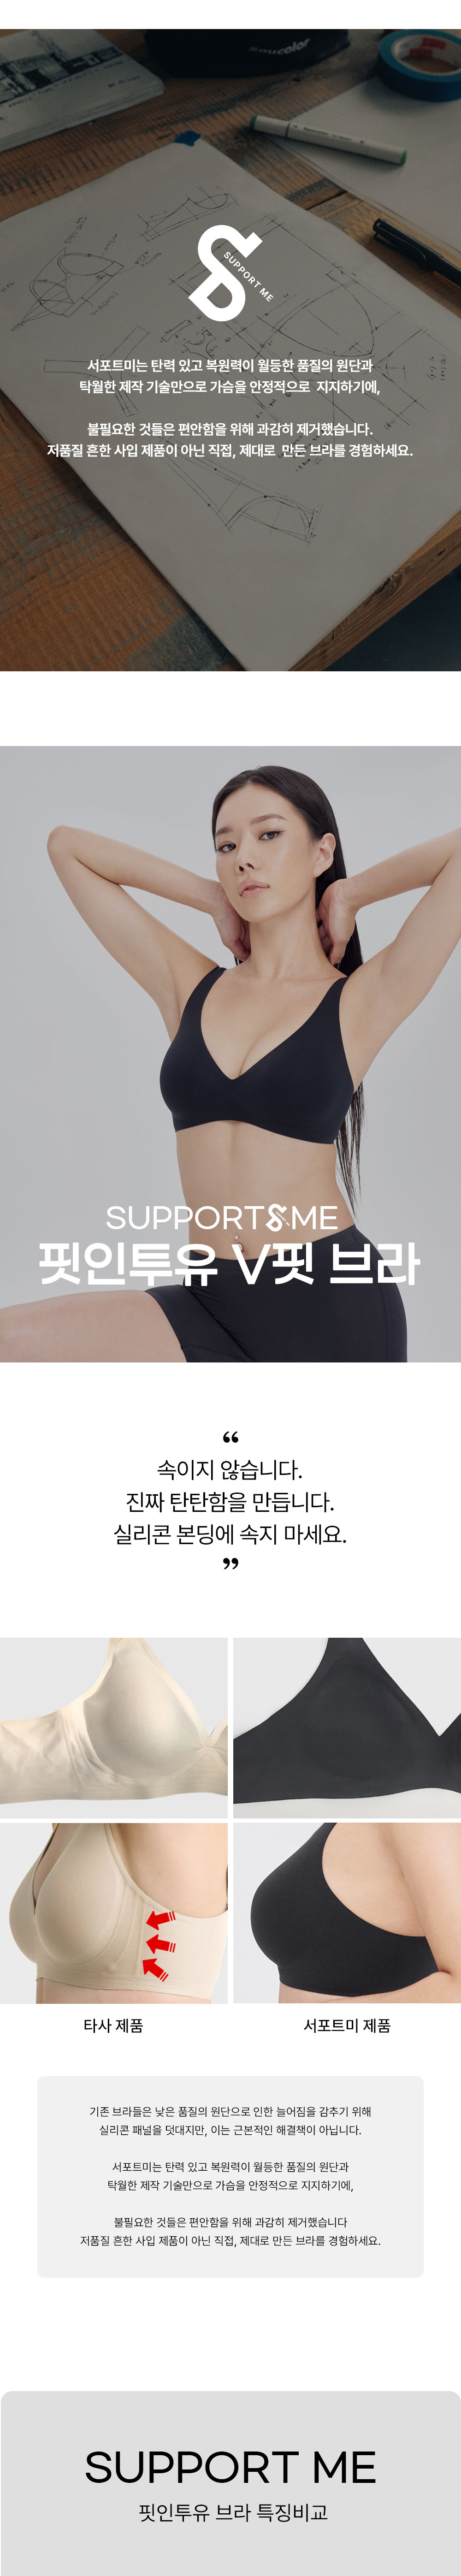 SUPPORT ME
서포트미는 탄력 있고 복원력이 월등한 품질의 원단과
탁월한 제작 기술만으로 가슴을 안정적으로 지지하기에,
불필요한 것들은 편안함을 위해 과감히 제거했습니다.
저품질 흔한 사입 제품이 아닌 직접, 제대로 만든 브라를 경험하세요.
SUPPORT ME
핏인투유 V핏 브라
“
속이지 않습니다.
진짜 탄탄함을 만듭니다.
실리콘 본딩에 속지 마세요.
”
타사 제품
서포트미 제품
기존 브라들은 낮은 품질의 원단으로 인한 늘어짐을 감추기 위해
실리콘 패널을 덧대지만, 이는 근본적인 해결책이 아닙니다.
서포트미는 탄력 있고 복원력이 월등한 품질의 원단과
탁월한 제작 기술만으로 가슴을 안정적으로 지지하기에,
불필요한 것들은 편안함을 위해 과감히 제거했습니다
저품질 흔한 사입 제품이 아닌 직접, 제대로 만든 브라를 경험하세요.
SUPPORT ME
핏인투유 브라 특징비교